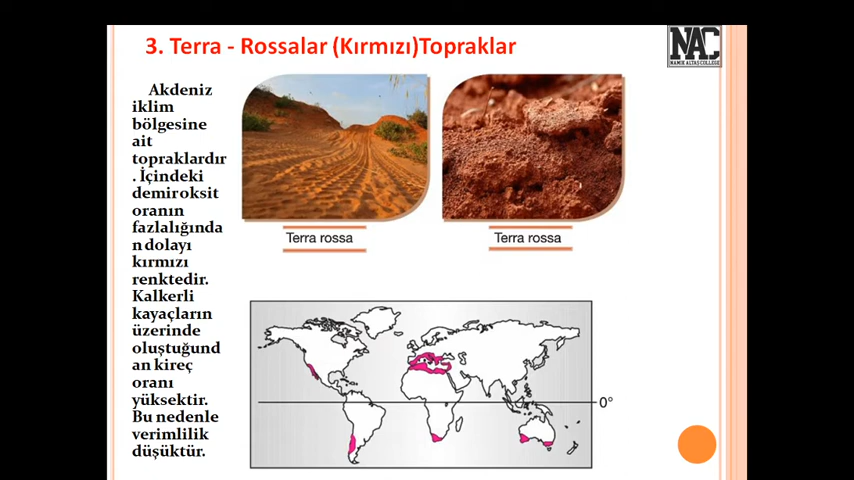 3. Terra - Rossalar (Kırmızı)Topraklar
NAC
NAMIK ALTAŞ COLLEGE
Akdeniz
iklim
bölgesine
ait
topraklardır
. İçindeki
demiroksit
oranın
fazlalığında
n dolayı
kırmızı
renktedir.
Kalkerli
kayaçların
üzerinde
oluştuğund
an kireç
oranı
yüksektir.
Bu nedenle
verimlilik
düşüktür.
Terra rossa
Terra rossa
0°